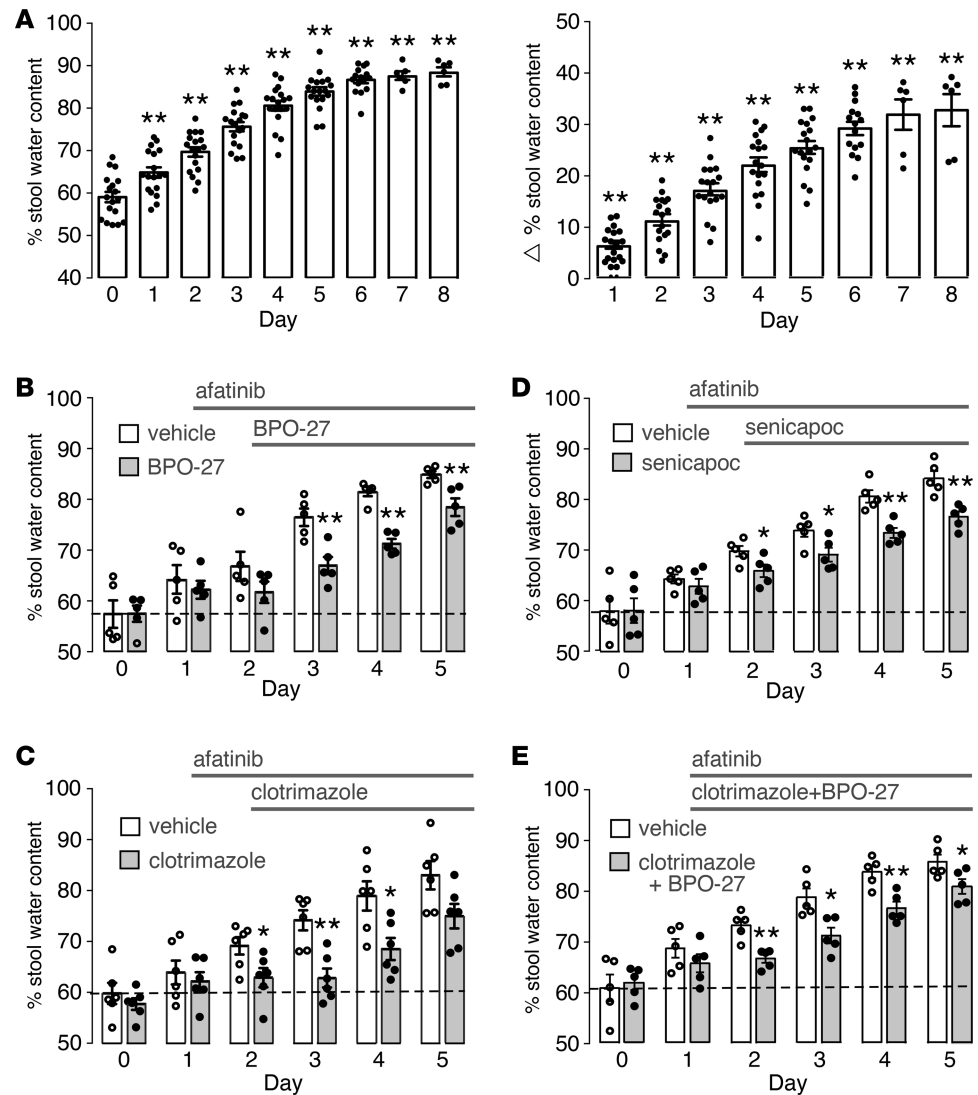 A
% stool water content
100
90
80
70
60
50
40
** ** ** ** ** ** ** **
0 1 2 3 4 5 6 7 8
Day
△ % stool water content
50
40
30
20
10
0
** ** ** ** ** ** ** **
1 2 3 4 5 6 7 8
Day
B
% stool water content
100
90
80
70
60
50
afatinib
BPO-27
vehicle
BPO-27
** ** **
0 1 2 3 4 5
Day
D
% stool water content
100
90
80
70
60
50
afatinib
senicapoc
vehicle
senicapoc
* * ** **
0 1 2 3 4 5
Day
C
% stool water content
100
90
80
70
60
50
afatinib
clotrimazole
vehicle
clotrimazole
* ** *
0 1 2 3 4 5
Day
E
% stool water content
100
90
80
70
60
50
afatinib
clotrimazole+BPO-27
vehicle
clotrimazole
+ BPO-27
** * ** *
0 1 2 3 4 5
Day